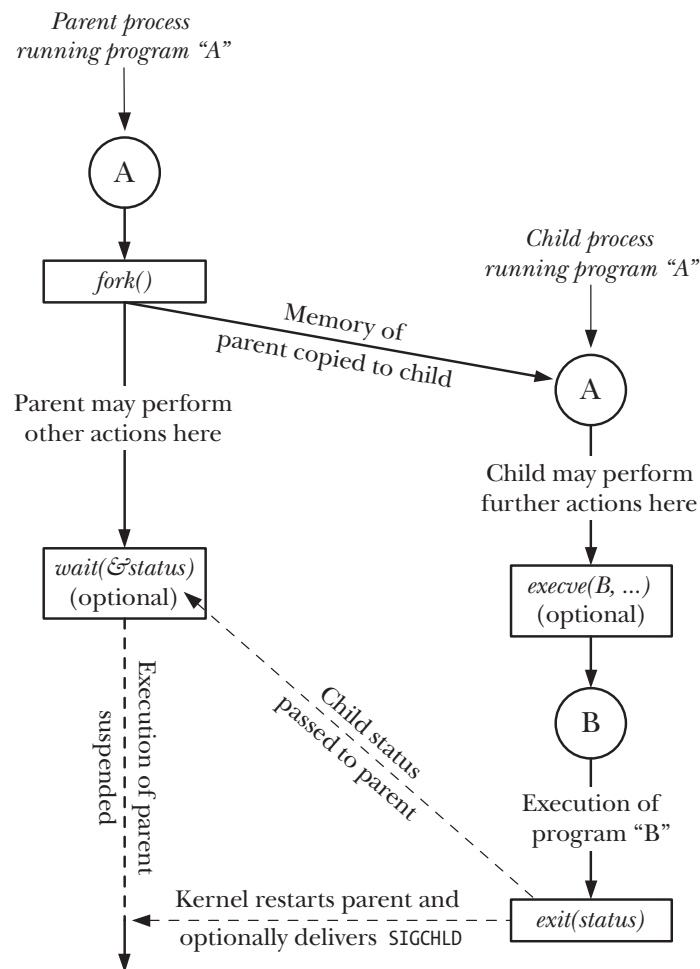 Parent process
running program “A”
A
fork()
Child process
running program “A”
Memory of
parent copied to child
A
Parent may perform
other actions here
Child may perform
further actions here
wait(&status)
(optional)
execve(B, ...)
(optional)
Execution of parent
suspended
Child status
passed to parent
B
Execution of
program “B”
Kernel restarts parent and
optionally delivers SIGCHLD
exit(status)